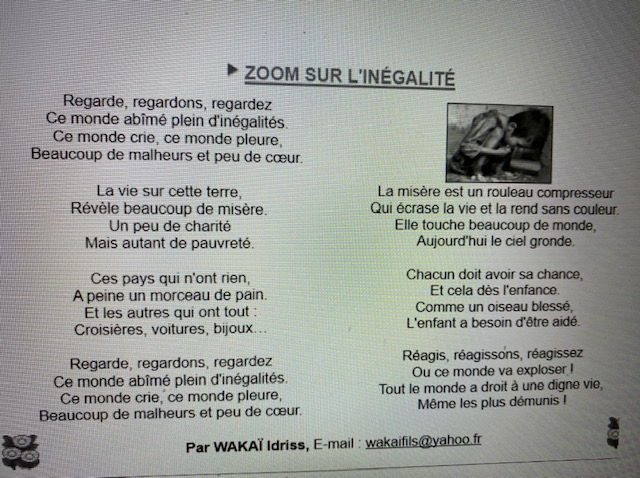 ZOOM SUR L'INÉGALITÉ
Regarde, regardons, regardez
Ce monde abîmé plein d'inégalités.
Ce monde crie, ce monde pleure,
Beaucoup de malheurs et peu de cœur.
La vie sur cette terre,
Révèle beaucoup de misère.
Un peu de charité
Mais autant de pauvreté.
Ces pays qui n'ont rien,
A peine un morceau de pain.
Et les autres qui ont tout :
Croisières, voitures, bijoux…
Regarde, regardons, regardez
Ce monde abîmé plein d'inégalités.
Ce monde crie, ce monde pleure,
Beaucoup de malheurs et peu de cœur.
La misère est un rouleau compresseur
Qui écrase la vie et la rend sans couleur.
Elle touche beaucoup de monde,
Aujourd'hui le ciel gronde.
Chacun doit avoir sa chance,
Et cela dès l'enfance.
Comme un oiseau blessé,
L'enfant a besoin d'être aidé.
Réagis, réagissons, réagissez
Ou ce monde va exploser !
Tout le monde a droit à une digne vie,
Même les plus démunis !
Par WAKAÏ Idriss, E-mail : wakaifils@yahoo.fr